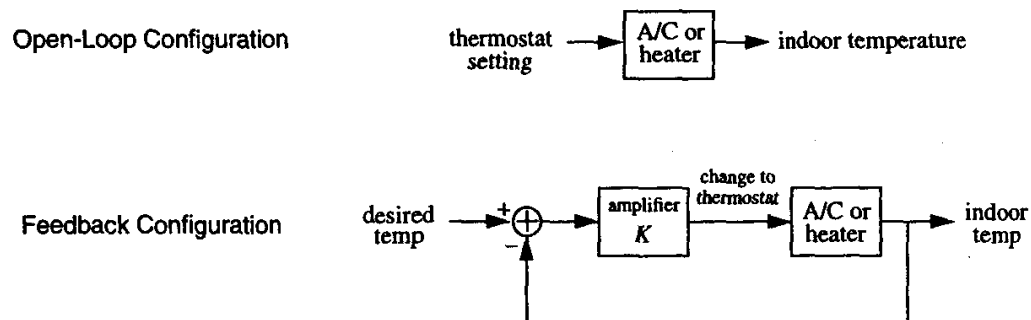 Open-Loop Configuration
thermostat
setting
A/C or
heater
indoor temperature
Feedback Configuration
desired
temp
+
−
amplifier
K
change to
thermostat
A/C or
heater
indoor
temp